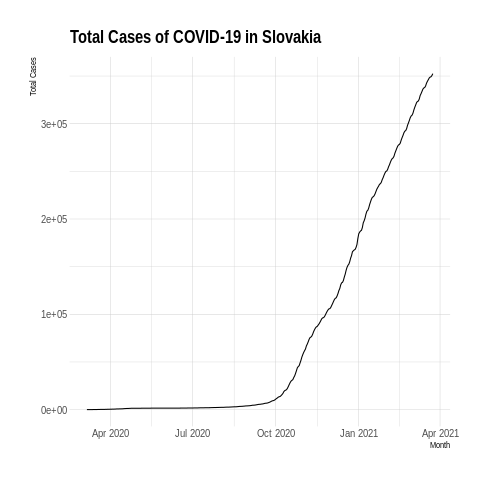 Total Cases of COVID-19 in Slovakia
Total Cases
3e+05
2e+05
1e+05
0e+00
Apr 2020 Jul 2020 Oct 2020 Jan 2021 Apr 2021
Month